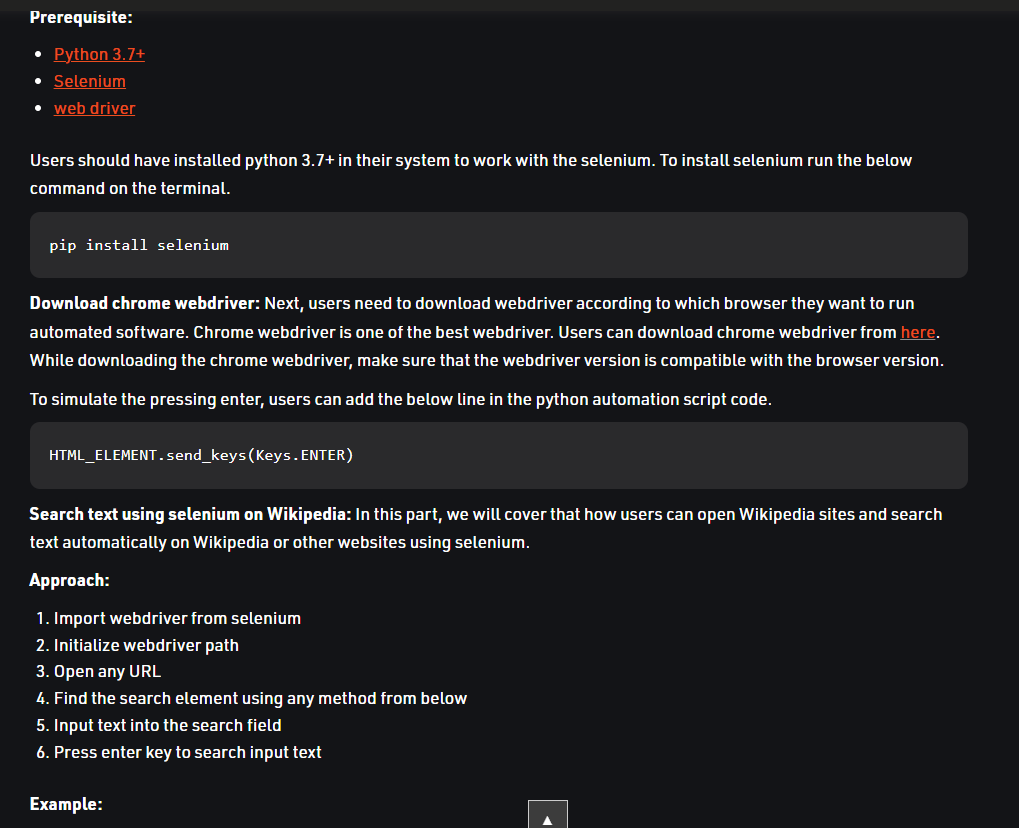 Prerequisite:
• Python 3.7+
• Selenium
• web driver
Users should have installed python 3.7+ in their system to work with the selenium. To install selenium run the below
command on the terminal.
pip install selenium
Download chrome webdriver: Next, users need to download webdriver according to which browser they want to run
automated software. Chrome webdriver is one of the best webdriver. Users can download chrome webdriver from here.
While downloading the chrome webdriver, make sure that the webdriver version is compatible with the browser version.
To simulate the pressing enter, users can add the below line in the python automation script code.
HTML_ELEMENT.send_keys(Keys.ENTER)
Search text using selenium on Wikipedia: In this part, we will cover that how users can open Wikipedia sites and search
text automatically on Wikipedia or other websites using selenium.
Approach:
1. Import webdriver from selenium
2. Initialize webdriver path
3. Open any URL
4. Find the search element using any method from below
5. Input text into the search field
6. Press enter key to search input text
Example: